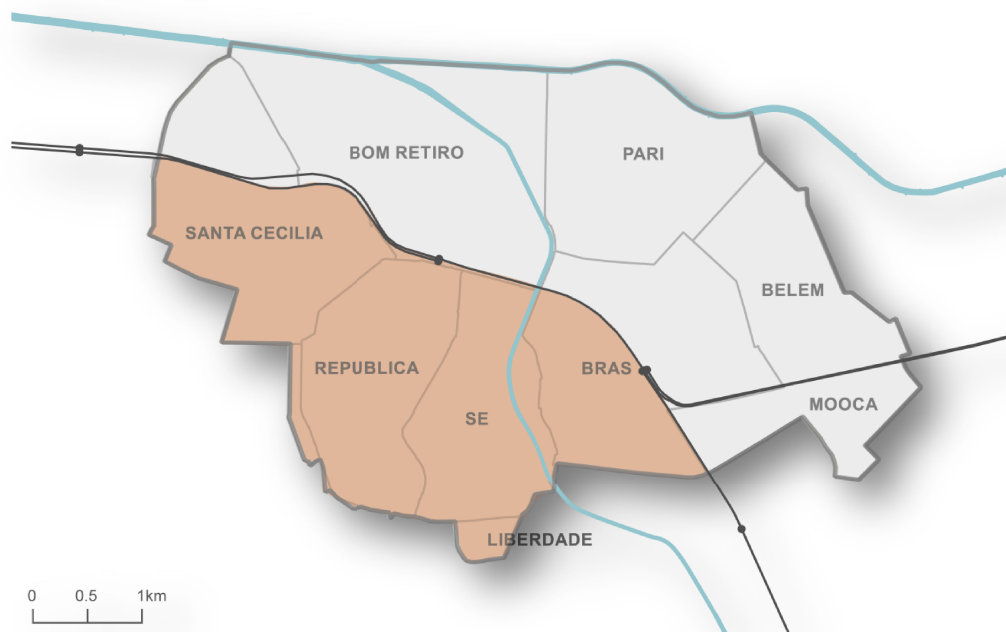 BOM RETIRO
PARI
SANTA CECILIA
BELEM
REPUBLICA
BRAS
MOOCA
SE
LIBERDADE
0 0.5 1km